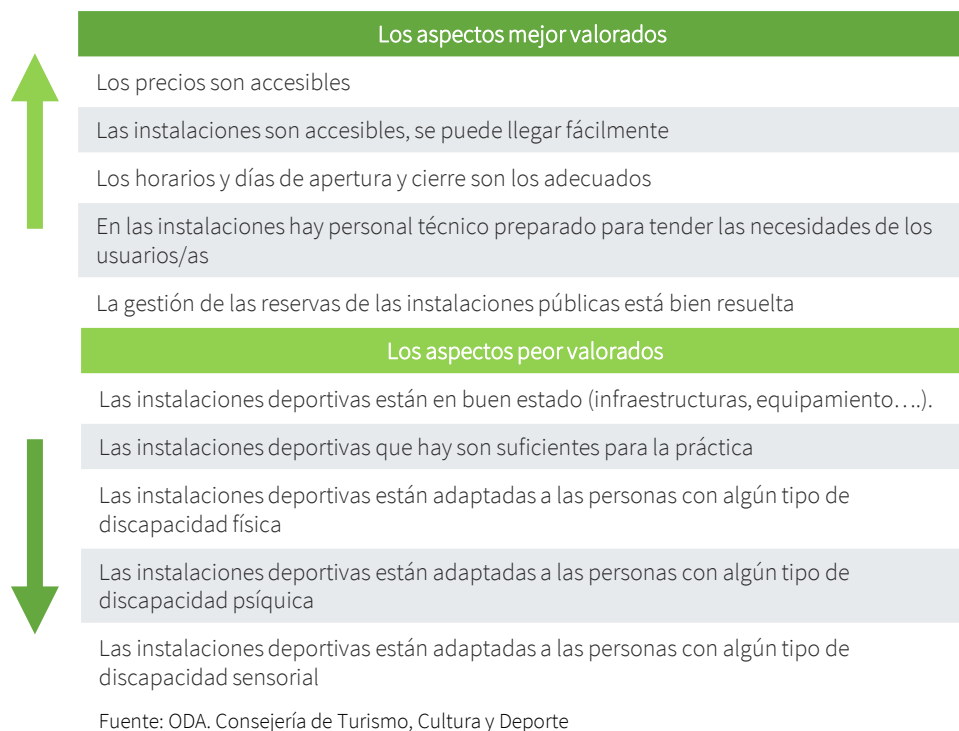 Los aspectos mejor valorados
Los precios son accesibles
Las instalaciones son accesibles, se puede llegar fácilmente
Los horarios y días de apertura y cierre son los adecuados
En las instalaciones hay personal técnico preparado para tender las necesidades de los
usuarios/as
La gestión de las reservas de las instalaciones públicas está bien resuelta
Los aspectos peor valorados
Las instalaciones deportivas están en buen estado (infraestructuras, equipamiento….).
Las instalaciones deportivas que hay son suficientes para la práctica
Las instalaciones deportivas están adaptadas a las personas con algún tipo de
discapacidad física
Las instalaciones deportivas están adaptadas a las personas con algún tipo de
discapacidad psíquica
Las instalaciones deportivas están adaptadas a las personas con algún tipo de
discapacidad sensorial
Fuente: ODA. Consejería de Turismo, Cultura y Deporte